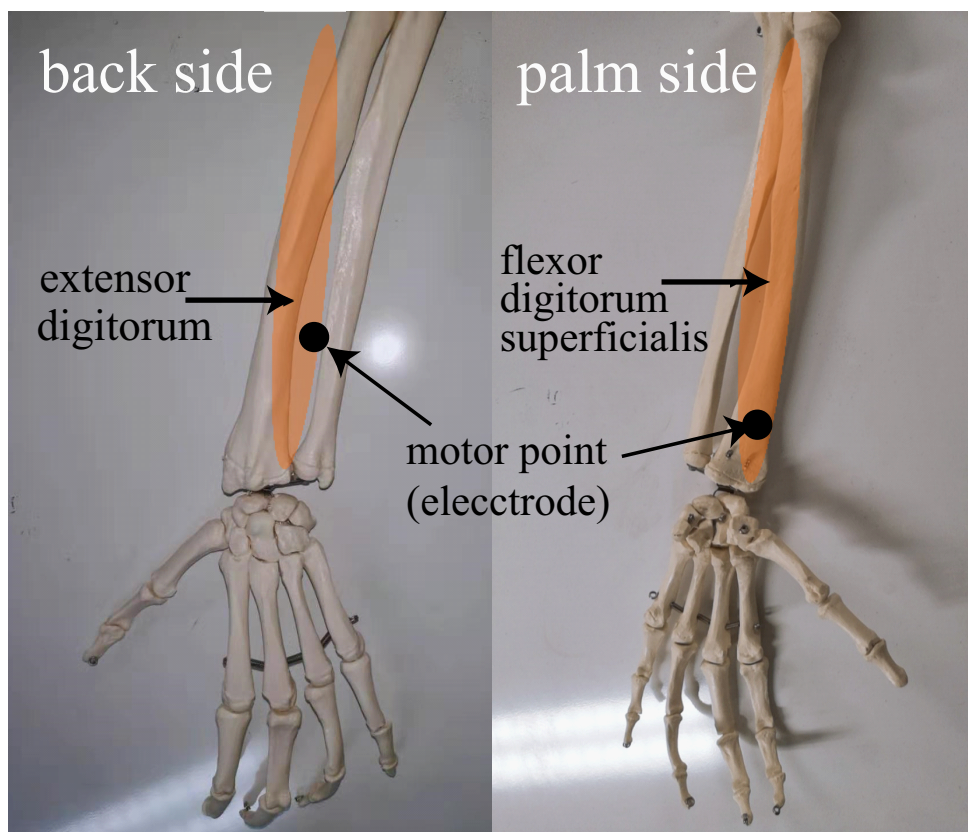 back side
palm side
extensor
digitorum
flexor
digitorum
superficialis
motor point
(elecctrode)